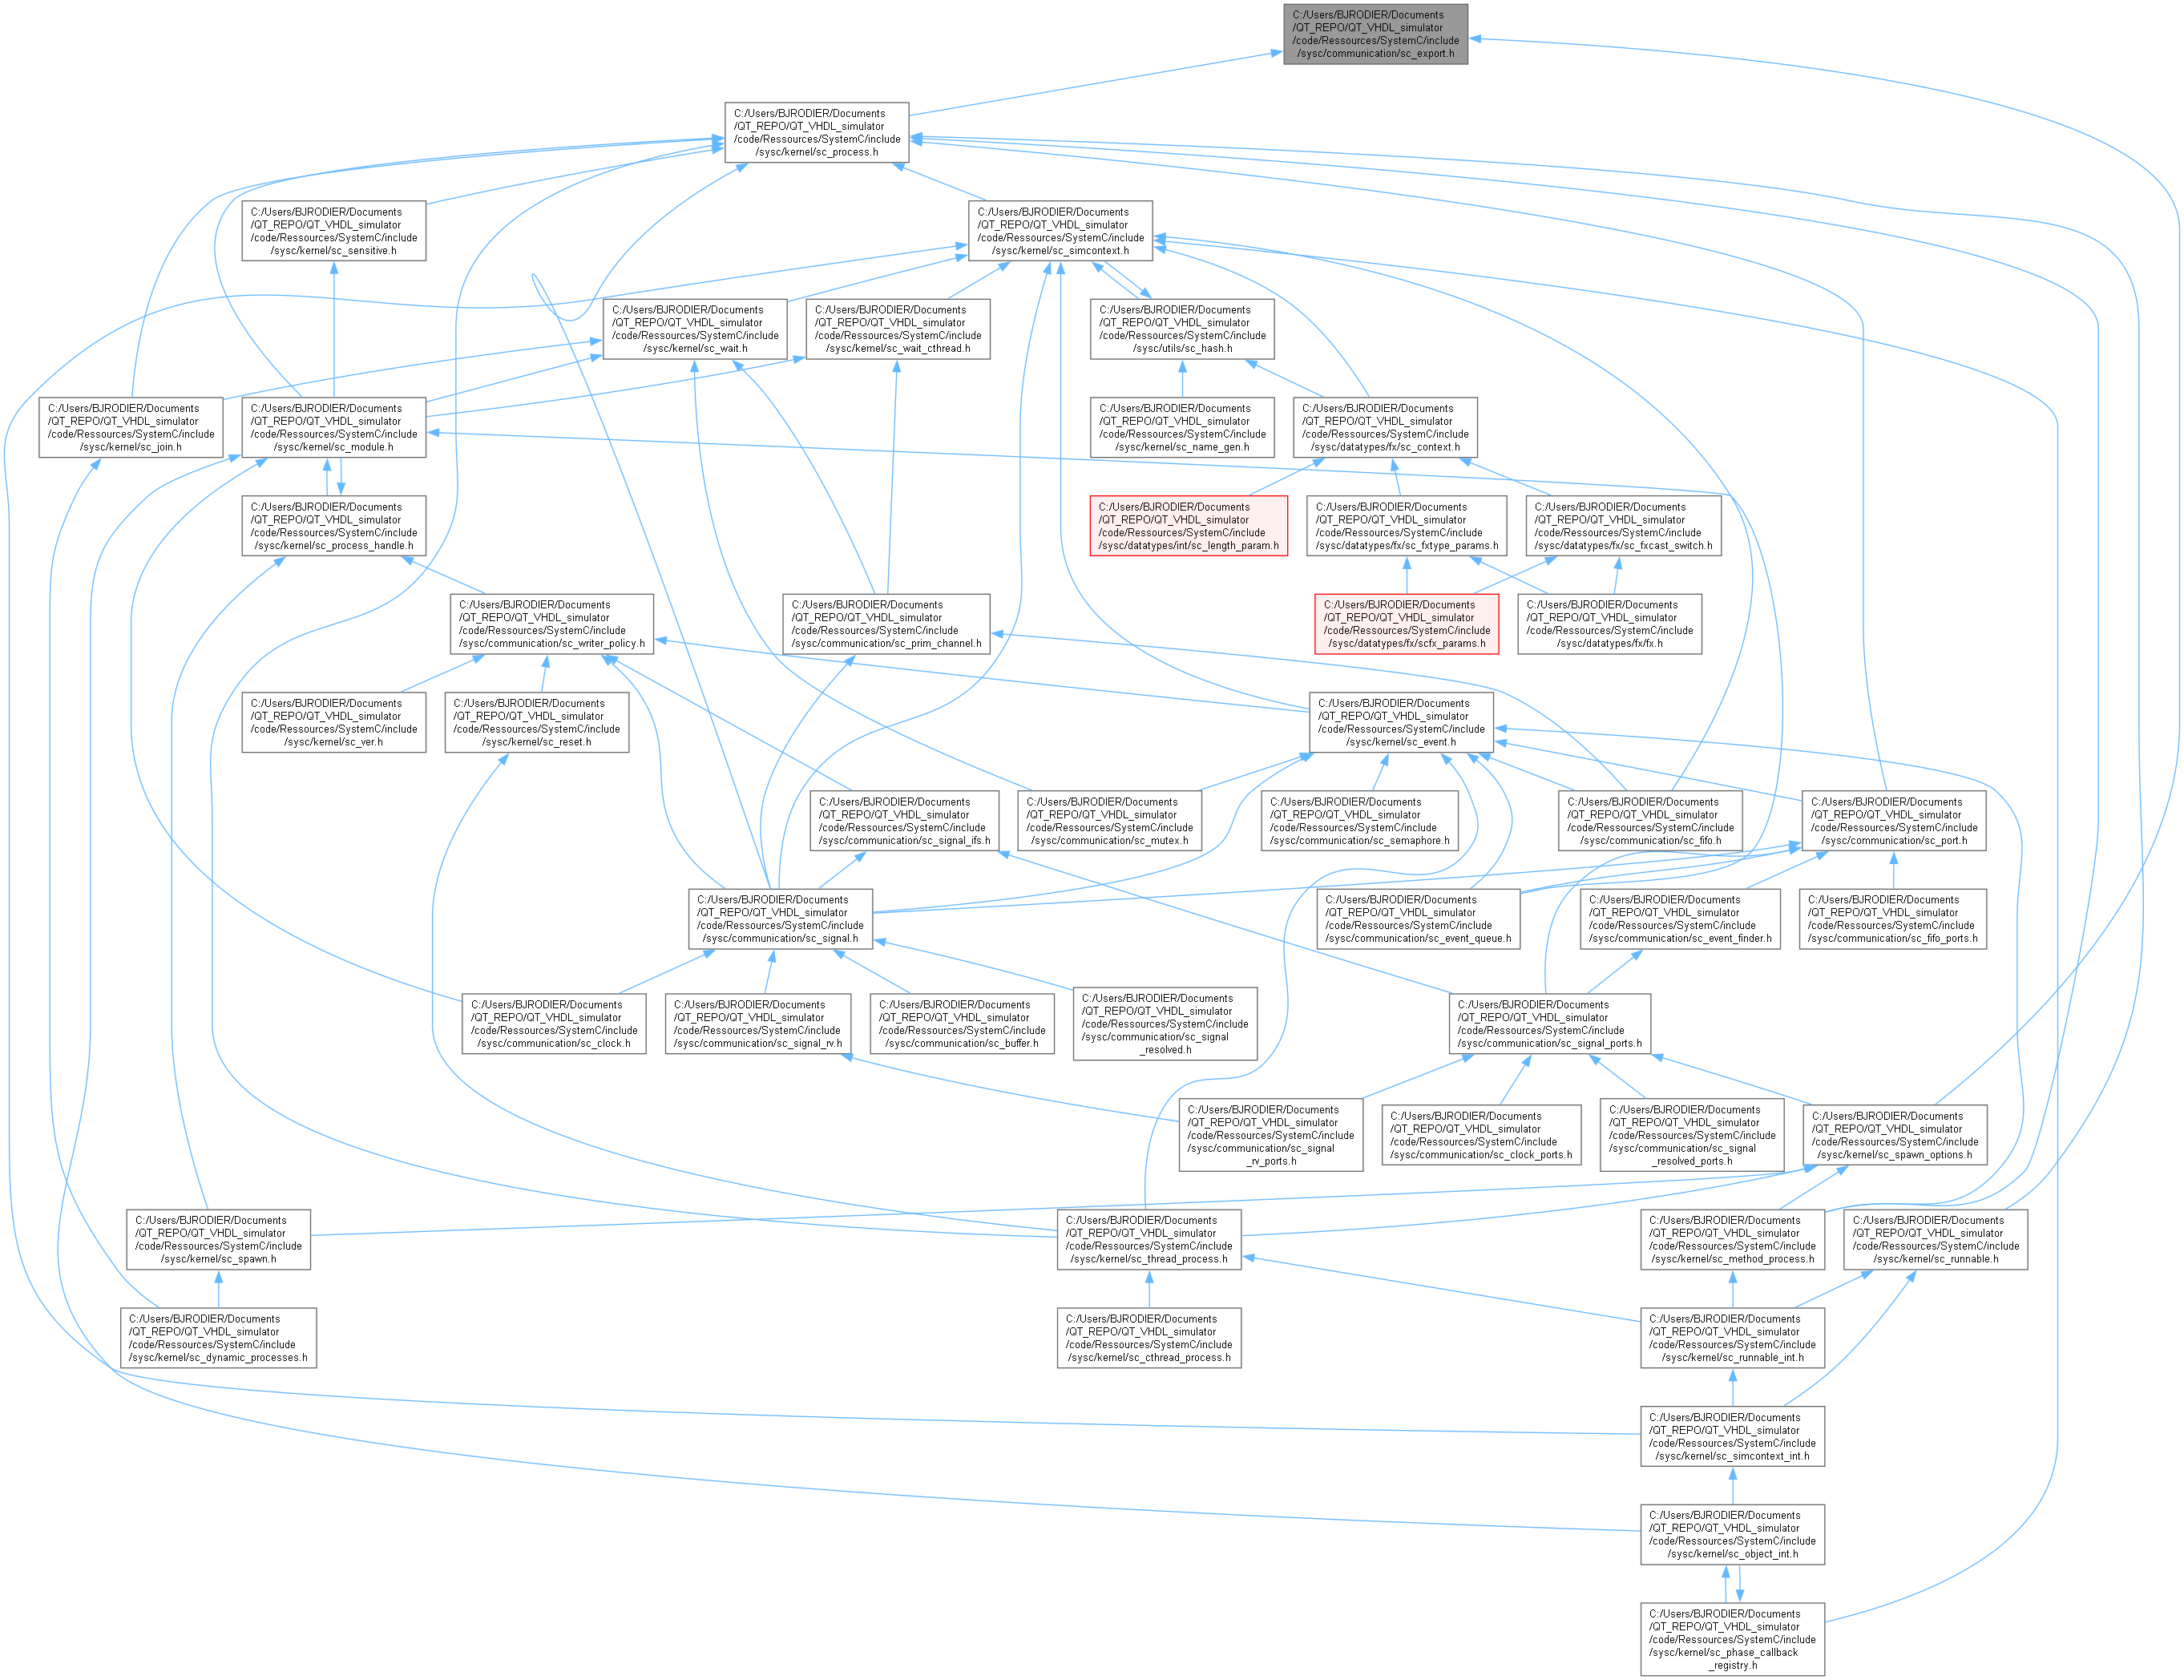 C:/Users/BJRODIER/Documents
/QT_REPO/QT_VHDL_simulator
/code/Ressources/SystemC/include
/sysc/communication/sc_export.h
C:/Users/BJRODIER/Documents
/QT_REPO/QT_VHDL_simulator
/code/Ressources/SystemC/include
/sysc/kernel/sc_process.h
C:/Users/BJRODIER/Documents
/QT_REPO/QT_VHDL_simulator
/code/Ressources/SystemC/include
/sysc/kernel/sc_sensitive.h
C:/Users/BJRODIER/Documents
/QT_REPO/QT_VHDL_simulator
/code/Ressources/SystemC/include
/sysc/kernel/sc_simcontext.h
C:/Users/BJRODIER/Documents
/QT_REPO/QT_VHDL_simulator
/code/Ressources/SystemC/include
/sysc/kernel/sc_wait.h
C:/Users/BJRODIER/Documents
/QT_REPO/QT_VHDL_simulator
/code/Ressources/SystemC/include
/sysc/kernel/sc_wait_cthread.h
C:/Users/BJRODIER/Documents
/QT_REPO/QT_VHDL_simulator
/code/Ressources/SystemC/include
/sysc/utils/sc_hash.h
C:/Users/BJRODIER/Documents
/QT_REPO/QT_VHDL_simulator
/code/Ressources/SystemC/include
/sysc/kernel/sc_join.h
C:/Users/BJRODIER/Documents
/QT_REPO/QT_VHDL_simulator
/code/Ressources/SystemC/include
/sysc/kernel/sc_module.h
C:/Users/BJRODIER/Documents
/QT_REPO/QT_VHDL_simulator
/code/Ressources/SystemC/include
/sysc/kernel/sc_name_gen.h
C:/Users/BJRODIER/Documents
/QT_REPO/QT_VHDL_simulator
/code/Ressources/SystemC/include
/sysc/datatypes/fx/sc_context.h
C:/Users/BJRODIER/Documents
/QT_REPO/QT_VHDL_simulator
/code/Ressources/SystemC/include
/sysc/kernel/sc_process_handle.h
C:/Users/BJRODIER/Documents
/QT_REPO/QT_VHDL_simulator
/code/Ressources/SystemC/include
/sysc/datatypes/int/sc_length_param.h
C:/Users/BJRODIER/Documents
/QT_REPO/QT_VHDL_simulator
/code/Ressources/SystemC/include
/sysc/datatypes/fx/sc_fxtype_params.h
C:/Users/BJRODIER/Documents
/QT_REPO/QT_VHDL_simulator
/code/Ressources/SystemC/include
/sysc/datatypes/fx/sc_fxcast_switch.h
C:/Users/BJRODIER/Documents
/QT_REPO/QT_VHDL_simulator
/code/Ressources/SystemC/include
/sysc/communication/sc_writer_policy.h
C:/Users/BJRODIER/Documents
/QT_REPO/QT_VHDL_simulator
/code/Ressources/SystemC/include
/sysc/communication/sc_prim_channel.h
C:/Users/BJRODIER/Documents
/QT_REPO/QT_VHDL_simulator
/code/Ressources/SystemC/include
/sysc/datatypes/fx/scfx_params.h
C:/Users/BJRODIER/Documents
/QT_REPO/QT_VHDL_simulator
/code/Ressources/SystemC/include
/sysc/datatypes/fx/fx.h
C:/Users/BJRODIER/Documents
/QT_REPO/QT_VHDL_simulator
/code/Ressources/SystemC/include
/sysc/kernel/sc_ver.h
C:/Users/BJRODIER/Documents
/QT_REPO/QT_VHDL_simulator
/code/Ressources/SystemC/include
/sysc/kernel/sc_reset.h
C:/Users/BJRODIER/Documents
/QT_REPO/QT_VHDL_simulator
/code/Ressources/SystemC/include
/sysc/kernel/sc_event.h
C:/Users/BJRODIER/Documents
/QT_REPO/QT_VHDL_simulator
/code/Ressources/SystemC/include
/sysc/communication/sc_signal_ifs.h
C:/Users/BJRODIER/Documents
/QT_REPO/QT_VHDL_simulator
/code/Ressources/SystemC/include
/sysc/communication/sc_mutex.h
C:/Users/BJRODIER/Documents
/QT_REPO/QT_VHDL_simulator
/code/Ressources/SystemC/include
/sysc/communication/sc_semaphore.h
C:/Users/BJRODIER/Documents
/QT_REPO/QT_VHDL_simulator
/code/Ressources/SystemC/include
/sysc/communication/sc_fifo.h
C:/Users/BJRODIER/Documents
/QT_REPO/QT_VHDL_simulator
/code/Ressources/SystemC/include
/sysc/communication/sc_port.h
C:/Users/BJRODIER/Documents
/QT_REPO/QT_VHDL_simulator
/code/Ressources/SystemC/include
/sysc/communication/sc_signal.h
C:/Users/BJRODIER/Documents
/QT_REPO/QT_VHDL_simulator
/code/Ressources/SystemC/include
/sysc/communication/sc_event_queue.h
C:/Users/BJRODIER/Documents
/QT_REPO/QT_VHDL_simulator
/code/Ressources/SystemC/include
/sysc/communication/sc_event_finder.h
C:/Users/BJRODIER/Documents
/QT_REPO/QT_VHDL_simulator
/code/Ressources/SystemC/include
/sysc/communication/sc_fifo_ports.h
C:/Users/BJRODIER/Documents
/QT_REPO/QT_VHDL_simulator
/code/Ressources/SystemC/include
/sysc/communication/sc_clock.h
C:/Users/BJRODIER/Documents
/QT_REPO/QT_VHDL_simulator
/code/Ressources/SystemC/include
/sysc/communication/sc_signal_rv.h
C:/Users/BJRODIER/Documents
/QT_REPO/QT_VHDL_simulator
/code/Ressources/SystemC/include
/sysc/communication/sc_buffer.h
C:/Users/BJRODIER/Documents
/QT_REPO/QT_VHDL_simulator
/code/Ressources/SystemC/include
/sysc/communication/sc_signal
_resolved.h
C:/Users/BJRODIER/Documents
/QT_REPO/QT_VHDL_simulator
/code/Ressources/SystemC/include
/sysc/communication/sc_signal_ports.h
C:/Users/BJRODIER/Documents
/QT_REPO/QT_VHDL_simulator
/code/Ressources/SystemC/include
/sysc/communication/sc_signal
_rv_ports.h
C:/Users/BJRODIER/Documents
/QT_REPO/QT_VHDL_simulator
/code/Ressources/SystemC/include
/sysc/communication/sc_clock_ports.h
C:/Users/BJRODIER/Documents
/QT_REPO/QT_VHDL_simulator
/code/Ressources/SystemC/include
/sysc/communication/sc_signal
_resolved_ports.h
C:/Users/BJRODIER/Documents
/QT_REPO/QT_VHDL_simulator
/code/Ressources/SystemC/include
/sysc/kernel/sc_spawn_options.h
C:/Users/BJRODIER/Documents
/QT_REPO/QT_VHDL_simulator
/code/Ressources/SystemC/include
/sysc/kernel/sc_spawn.h
C:/Users/BJRODIER/Documents
/QT_REPO/QT_VHDL_simulator
/code/Ressources/SystemC/include
/sysc/kernel/sc_thread_process.h
C:/Users/BJRODIER/Documents
/QT_REPO/QT_VHDL_simulator
/code/Ressources/SystemC/include
/sysc/kernel/sc_method_process.h
C:/Users/BJRODIER/Documents
/QT_REPO/QT_VHDL_simulator
/code/Ressources/SystemC/include
/sysc/kernel/sc_runnable.h
C:/Users/BJRODIER/Documents
/QT_REPO/QT_VHDL_simulator
/code/Ressources/SystemC/include
/sysc/kernel/sc_dynamic_processes.h
C:/Users/BJRODIER/Documents
/QT_REPO/QT_VHDL_simulator
/code/Ressources/SystemC/include
/sysc/kernel/sc_cthread_process.h
C:/Users/BJRODIER/Documents
/QT_REPO/QT_VHDL_simulator
/code/Ressources/SystemC/include
/sysc/kernel/sc_runnable_int.h
C:/Users/BJRODIER/Documents
/QT_REPO/QT_VHDL_simulator
/code/Ressources/SystemC/include
/sysc/kernel/sc_simcontext_int.h
C:/Users/BJRODIER/Documents
/QT_REPO/QT_VHDL_simulator
/code/Ressources/SystemC/include
/sysc/kernel/sc_object_int.h
C:/Users/BJRODIER/Documents
/QT_REPO/QT_VHDL_simulator
/code/Ressources/SystemC/include
/sysc/kernel/sc_phase_callback
_registry.h